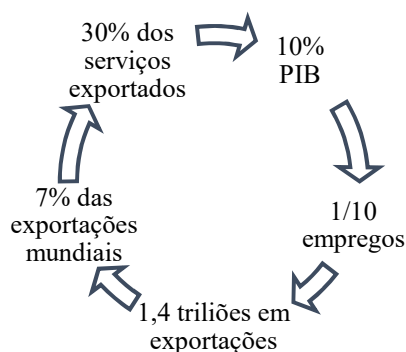 30% dos
serviços
exportados
10%
PIB
1/10
empregos
1,4 triliões em
exportações
7% das
exportações
mundiais